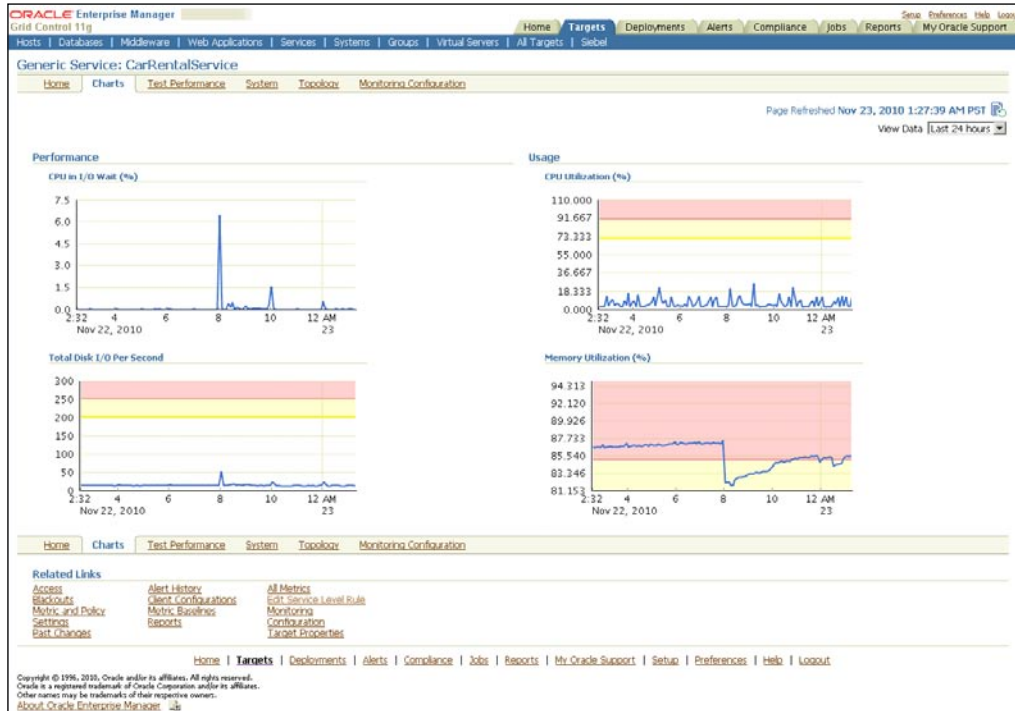 ORACLE Enterprise Manager
Grid Control 11g
Setup Preferences Help Logout
Home Targets Deployments Alerts Compliance Jobs Reports My Oracle Support
Hosts | Databases | Middleware | Web Applications | Services | Systems | Groups | Virtual Servers | All Targets | Siebel
Generic Service: CarRentalService
Home Charts Test Performance System Topology Monitoring Configuration
Page Refreshed Nov 23, 2010 1:27:39 AM PST
View Data Last 24 hours
Performance
CPU in I/O Wait (%)
7.5
6.0
4.5
3.0
1.5
0.0
2:32 4 6 8 10 12 AM
Nov 22, 2010 23
Usage
CPU Utilization (%)
110.000
91.667
73.333
55.000
36.667
18.333
0.000
2:32 4 6 8 10 12 AM
Nov 22, 2010 23
Total Disk I/O Per Second
300
250
200
150
100
50
0
2:32 4 6 8 10 12 AM
Nov 22, 2010 23
Memory Utilization (%)
94.313
92.120
89.926
87.733
85.540
83.346
81.153
2:32 4 6 8 10 12 AM
Nov 22, 2010 23
Home Charts Test Performance System Topology Monitoring Configuration
Related Links
Access
Blackouts
Metric and Policy
Settings
Past Changes
Alert History
Client Configurations
Metric Baselines
Reports
All Metrics
Edit Service Level Rule
Monitoring
Configuration
Target Properties
Home | Targets | Deployments | Alerts | Compliance | Jobs | Reports | My Oracle Support | Setup | Preferences | Help | Logout
Copyright © 1996, 2010, Oracle and/or its affiliates. All rights reserved.
Oracle is a registered trademark of Oracle Corporation and/or its affiliates.
Other names may be trademarks of their respective owners.
About Oracle Enterprise Manager